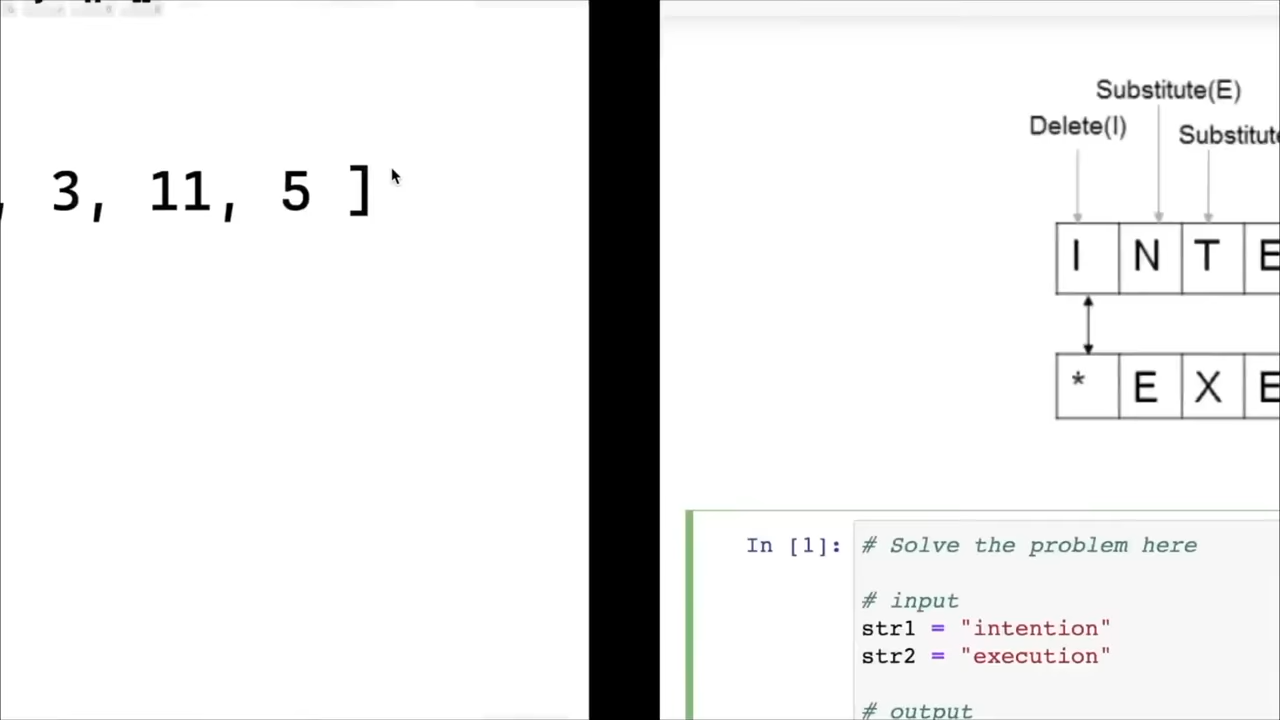 , 3, 11, 5 ]
Substitute(E)
Delete(I)
Substitute
I N T E
* E X E
In [1]:
# Solve the problem here
# input
str1 = "intention"
str2 = "execution"
# output